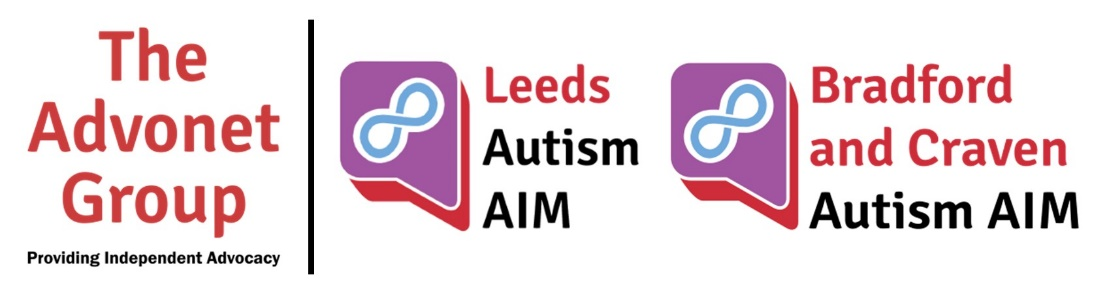 The
Advonet
Group
Providing Independent Advocacy
Leeds
Autism
AIM
Bradford
and Craven
Autism AIM